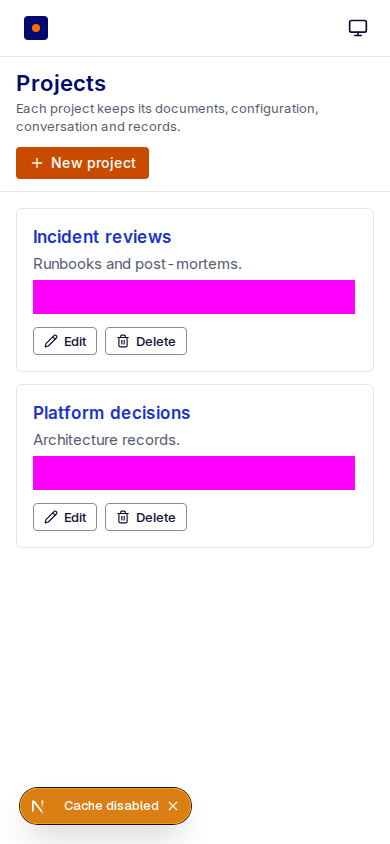 Projects
Each project keeps its documents, configuration,
conversation and records.
New project
Incident reviews
Runbooks and post-mortems.
Edit
Delete
Platform decisions
Architecture records.
Edit
Delete
Cache disabled